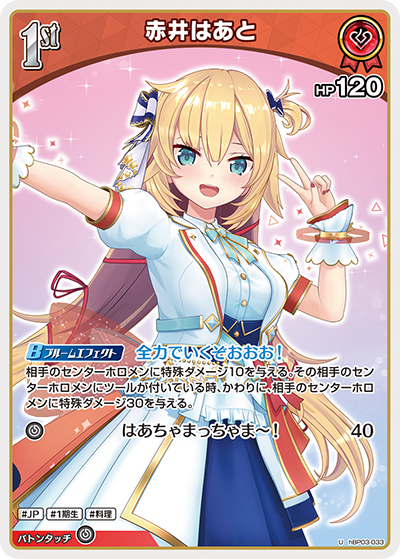 1st
赤井はあと
HP120
Bブルームエフェクト 全力でいくぞおおお！
相手のセンターホロメンに特殊ダメージ10を与える。その相手のセン
ターホロメンにツールが付いている時、かわりに、相手のセンターホロ
メンに特殊ダメージ30を与える。
はあちゃまっちゃま～！ 40
#JP #1期生 #料理
バトンタッチ
U hBP03-033